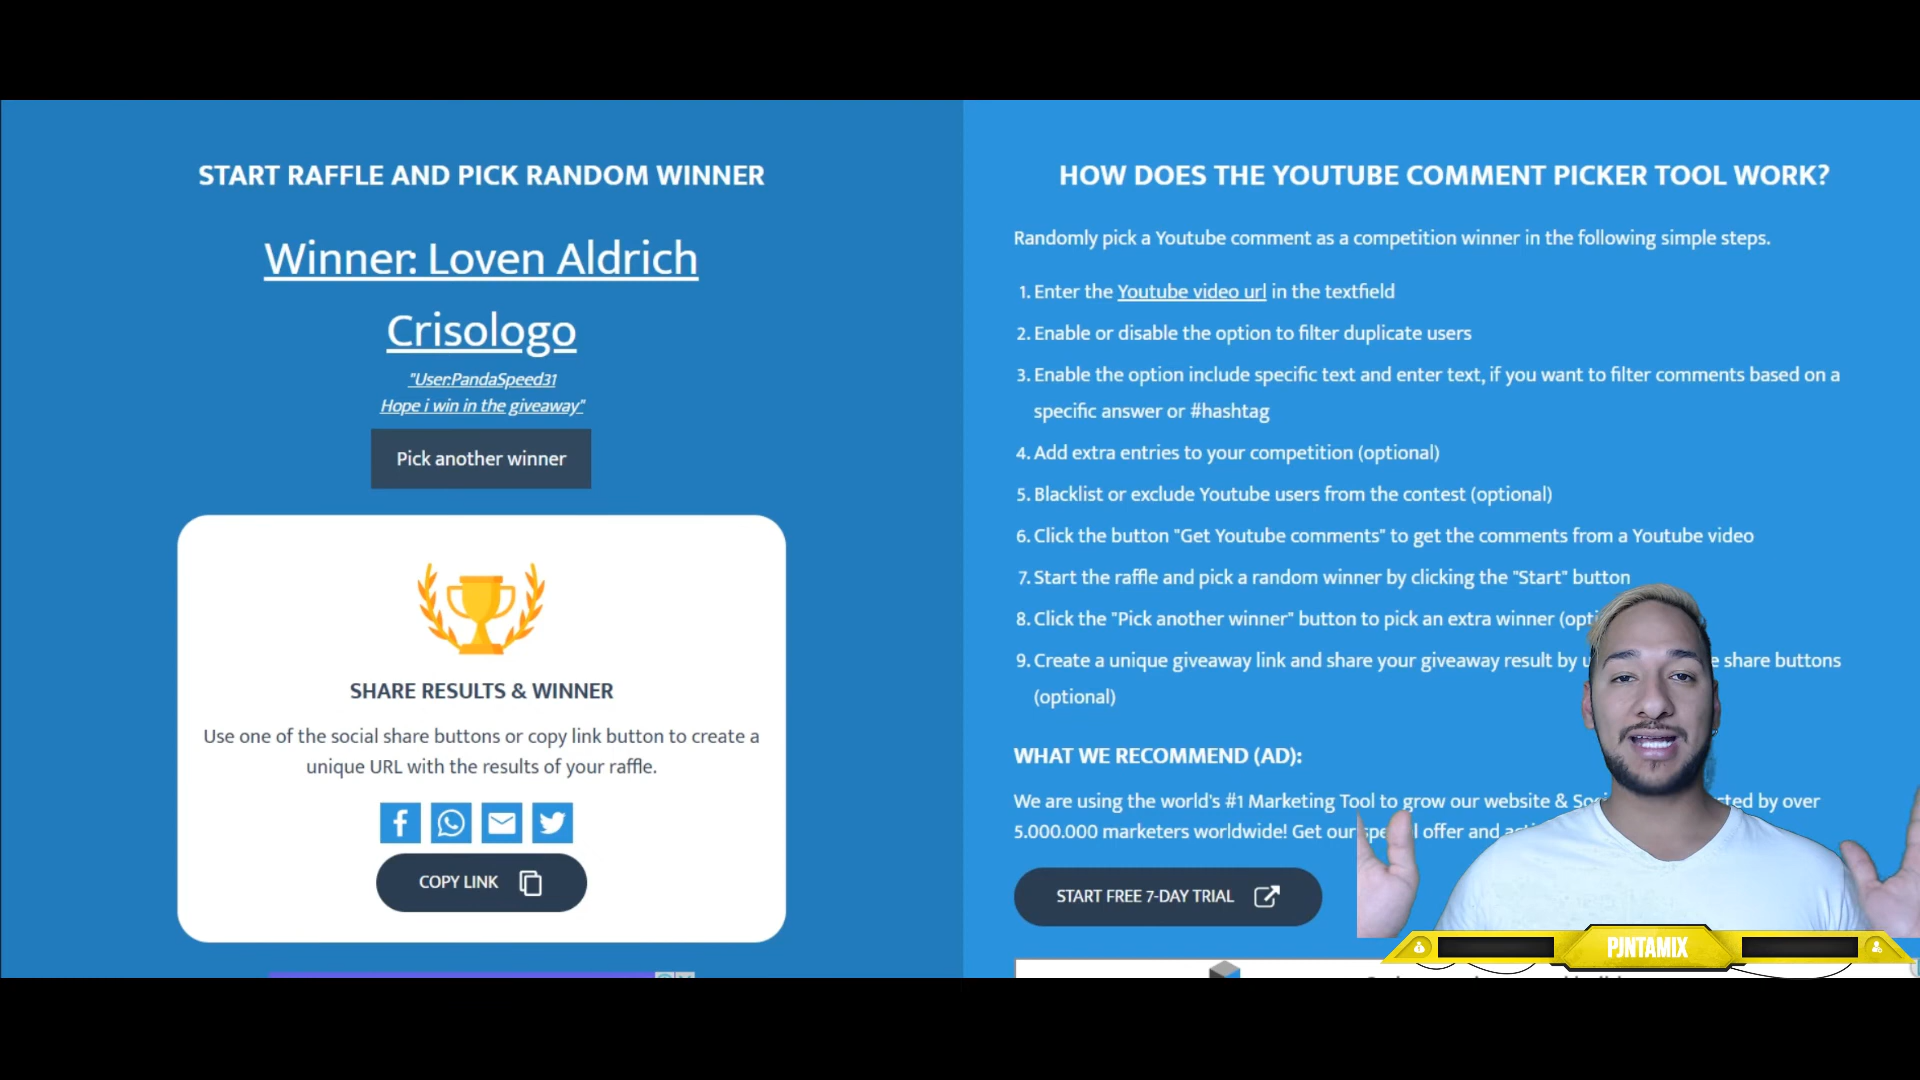 START RAFFLE AND PICK RANDOM WINNER
Winner: Loven Aldrich
Crisologo
"User:PandaSpeed31
Hope i win in the giveaway"
Pick another winner
SHARE RESULTS & WINNER
Use one of the social share buttons or copy link button to create a
unique URL with the results of your raffle.
COPY LINK
HOW DOES THE YOUTUBE COMMENT PICKER TOOL WORK?
Randomly pick a Youtube comment as a competition winner in the following simple steps.
1. Enter the Youtube video url in the textfield
2. Enable or disable the option to filter duplicate users
3. Enable the option include specific text and enter text, if you want to filter comments based on a
specific answer or #hashtag
4. Add extra entries to your competition (optional)
5. Blacklist or exclude Youtube users from the contest (optional)
6. Click the button "Get Youtube comments" to get the comments from a Youtube video
7. Start the raffle and pick a random winner by clicking the "Start" button
8. Click the "Pick another winner" button to pick an extra winner
9. Create a unique giveaway link and share your giveaway result by share buttons
(optional)
WHAT WE RECOMMEND (AD):
We are using the world's #1 Marketing Tool to grow our website & by over
5.000.000 marketers worldwide! Get our offer and
START FREE 7-DAY TRIAL
PJNTAMIX